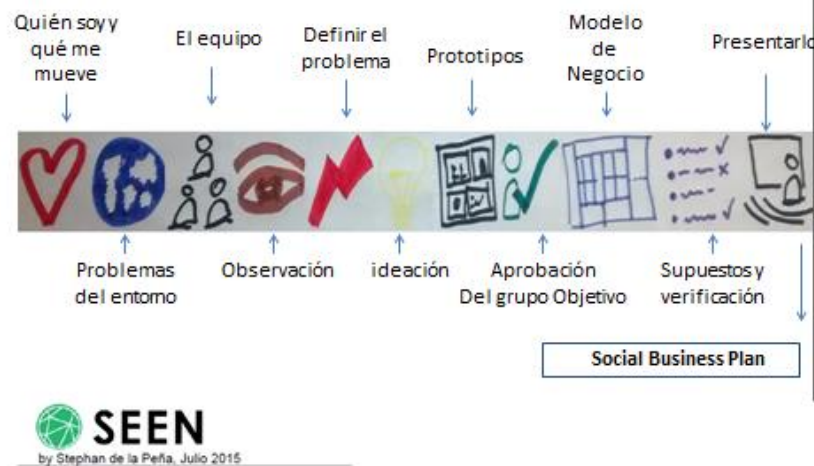 Quién soy y
qué me
mueve
El equipo
Definir el
problema
Prototipos
Modelo
de
Negocio
Presentarlo
Problemas
del entorno
Observación
ideación
Aprobación
Del grupo Objetivo
Supuestos y
verificación
Social Business Plan
SEEN
by Stephan de la Peña, Julio 2015